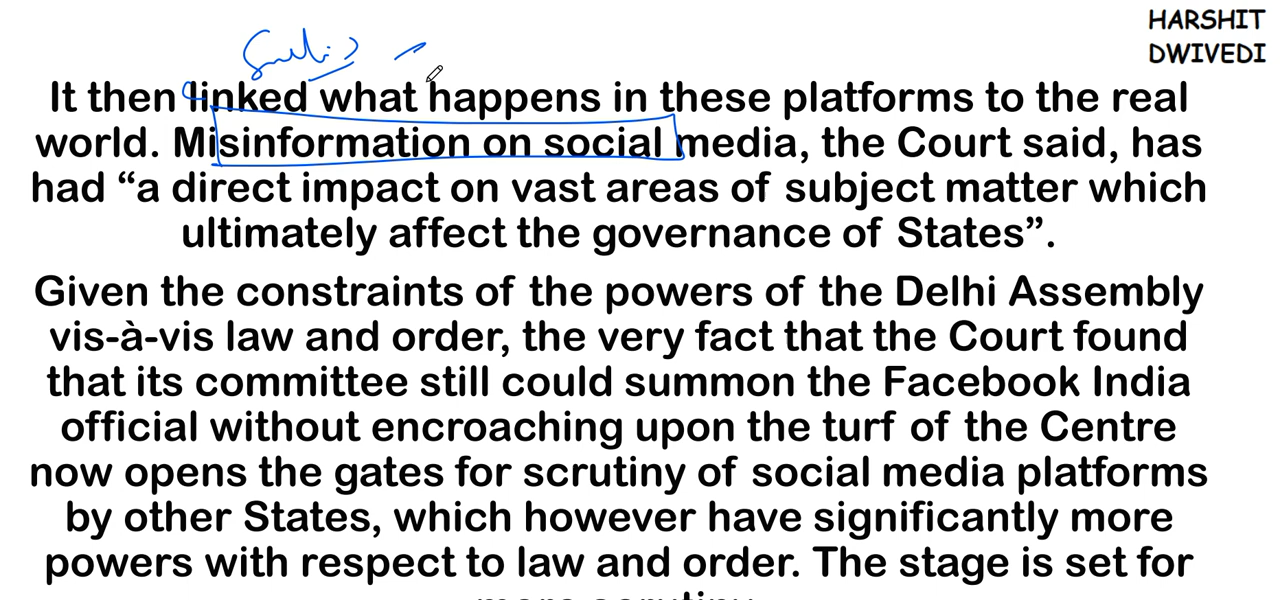 HARSHIT
DWIVEDI
It then linked what happens in these platforms to the real
world. Misinformation on social media, the Court said, has
had “a direct impact on vast areas of subject matter which
ultimately affect the governance of States”.
Given the constraints of the powers of the Delhi Assembly
vis-à-vis law and order, the very fact that the Court found
that its committee still could summon the Facebook India
official without encroaching upon the turf of the Centre
now opens the gates for scrutiny of social media platforms
by other States, which however have significantly more
powers with respect to law and order. The stage is set for
more scrutiny